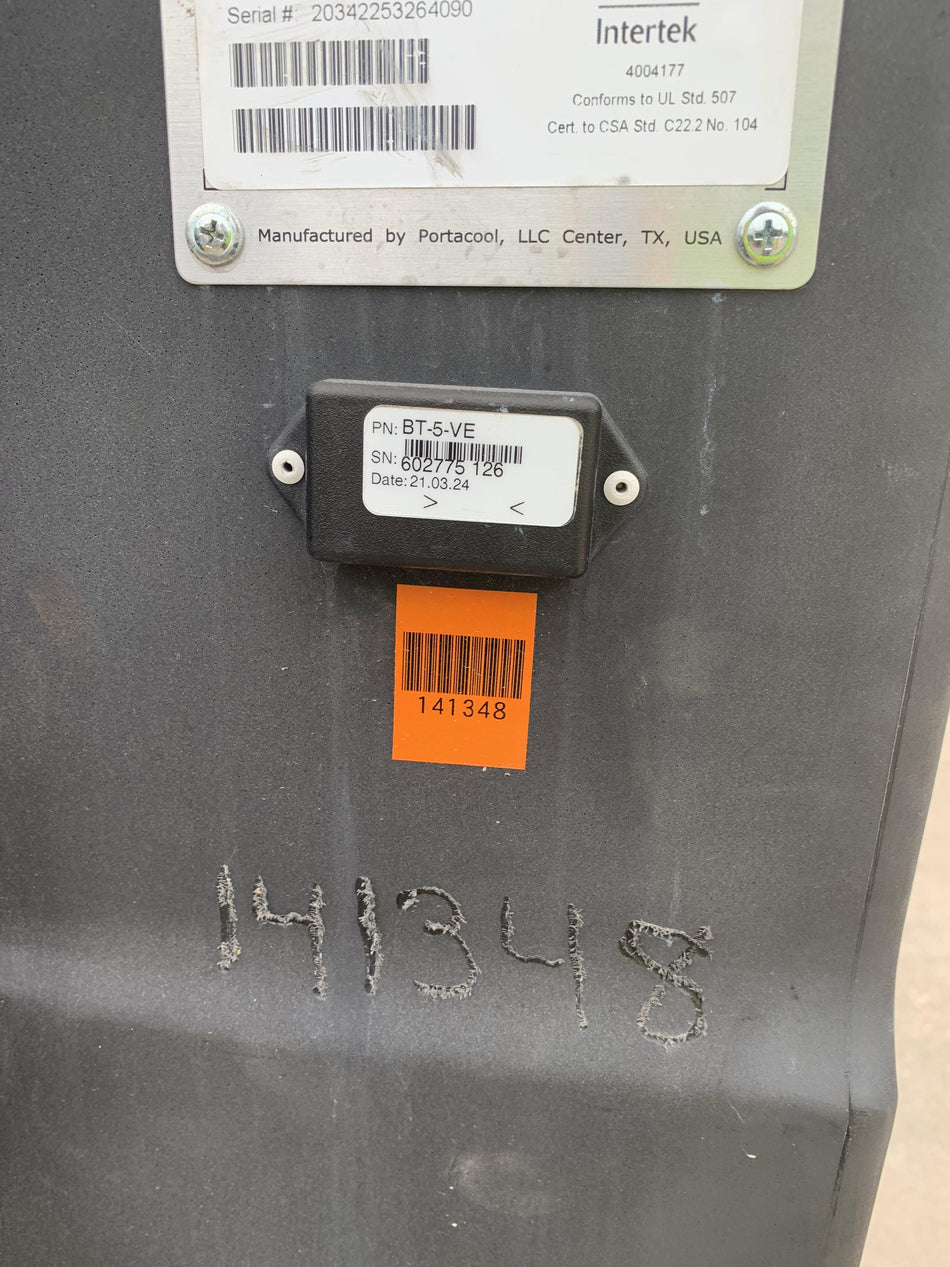 Serial #: 20342253264090
Intertek
4004177
Conforms to UL Std. 507
Cert. to CSA Std. C22.2 No. 104
Manufactured by Portacool, LLC Center, TX, USA
PN: BT-5-VE
SN: 602775 126
Date: 21.03.24
> <
141348
141348